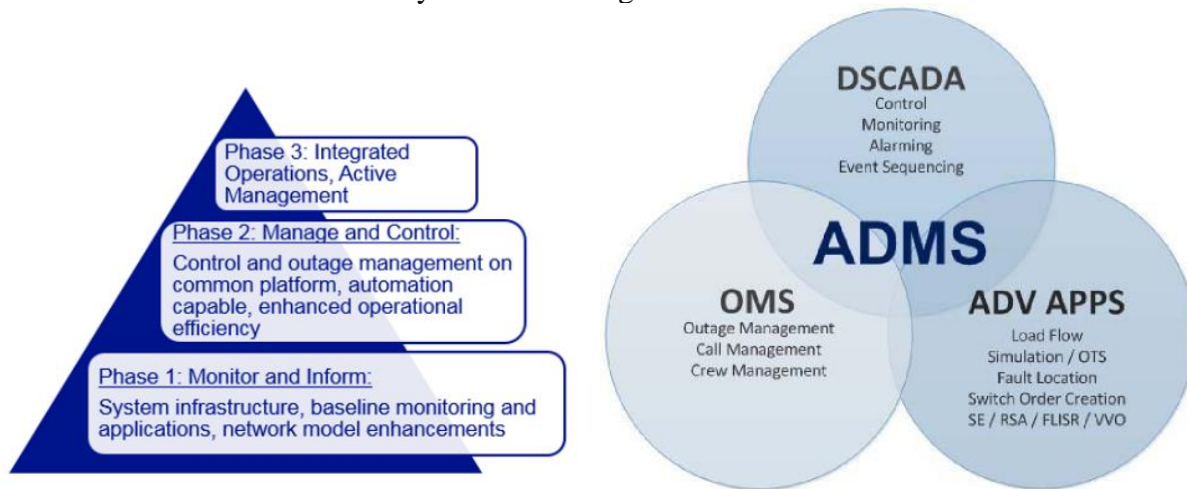 Phase 3: Integrated
Operations, Active
Management
Phase 2: Manage and Control:
Control and outage management on
common platform, automation
capable, enhanced operational
efficiency
Phase 1: Monitor and Inform:
System infrastructure, baseline monitoring and
applications, network model enhancements
DSCADA
Control
Monitoring
Alarming
Event Sequencing
ADMS
OMS
Outage Management
Call Management
Crew Management
ADV APPS
Load Flow
Simulation / OTS
Fault Location
Switch Order Creation
SE / RSA / FLISR / VVO